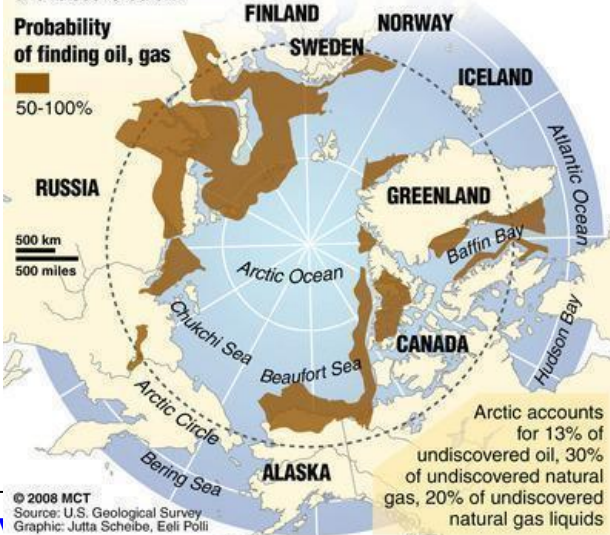 FINLAND
NORWAY
Probability
of finding oil, gas
SWEDEN
50-100%
ICELAND
Atlantic Ocean
RUSSIA
GREENLAND
500 km
500 miles
Baffin Bay
Arctic Ocean
Chukchi Sea
Beaufort Sea
CANADA
Hudson Bay
Arctic Circle
Bering Sea
ALASKA
Arctic accounts
for 13% of
undiscovered oil, 30%
of undiscovered natural
gas, 20% of undiscovered
natural gas liquids
© 2008 MCT
Source: U.S. Geological Survey
Graphic: Jutta Scheibe, Eeli Polli